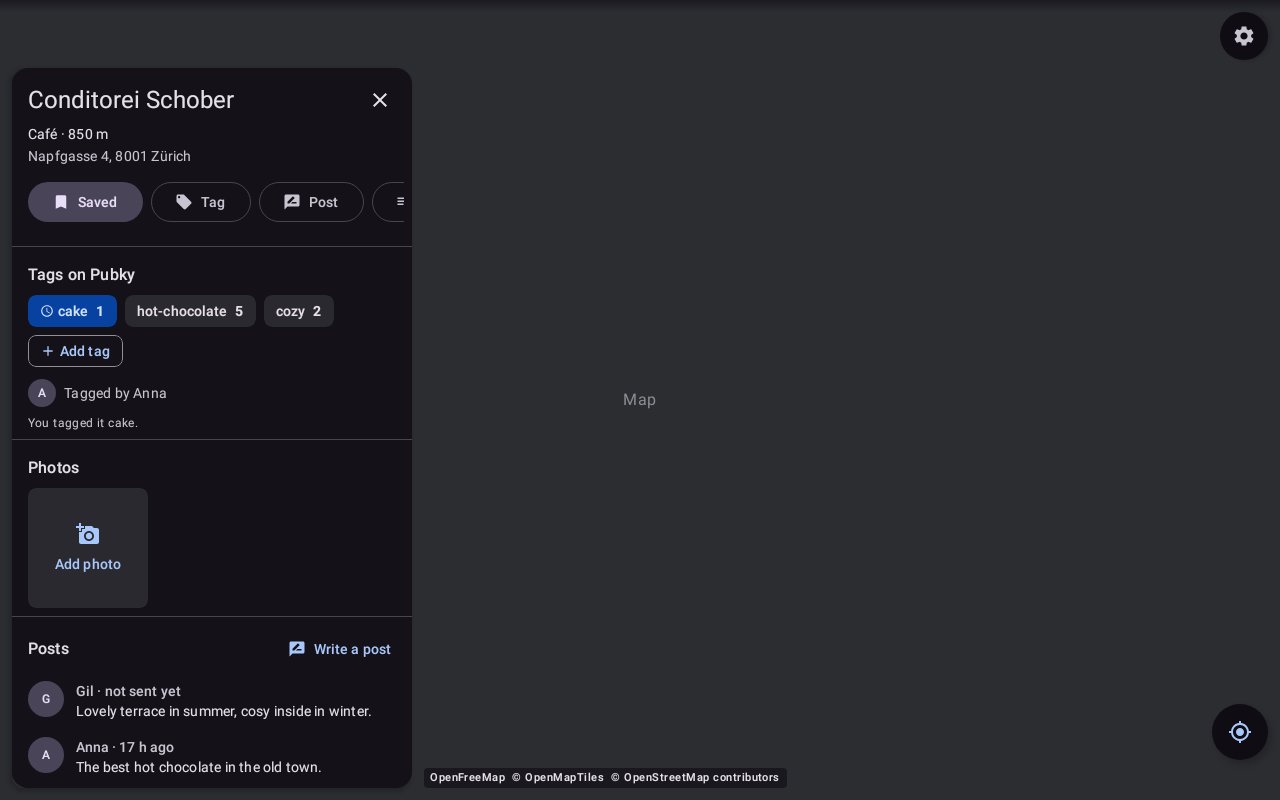 Conditorei Schober
Café · 850 m
Napfgasse 4, 8001 Zürich
Saved
Tag
Post
Tags on Pubky
cake 1
hot-chocolate 5
cozy 2
Add tag
A
Tagged by Anna
You tagged it cake.
Photos
Add photo
Posts
Write a post
G
Gil · not sent yet
Lovely terrace in summer, cosy inside in winter.
A
Anna · 17 h ago
The best hot chocolate in the old town.
Map
OpenFreeMap © OpenMapTiles © OpenStreetMap contributors